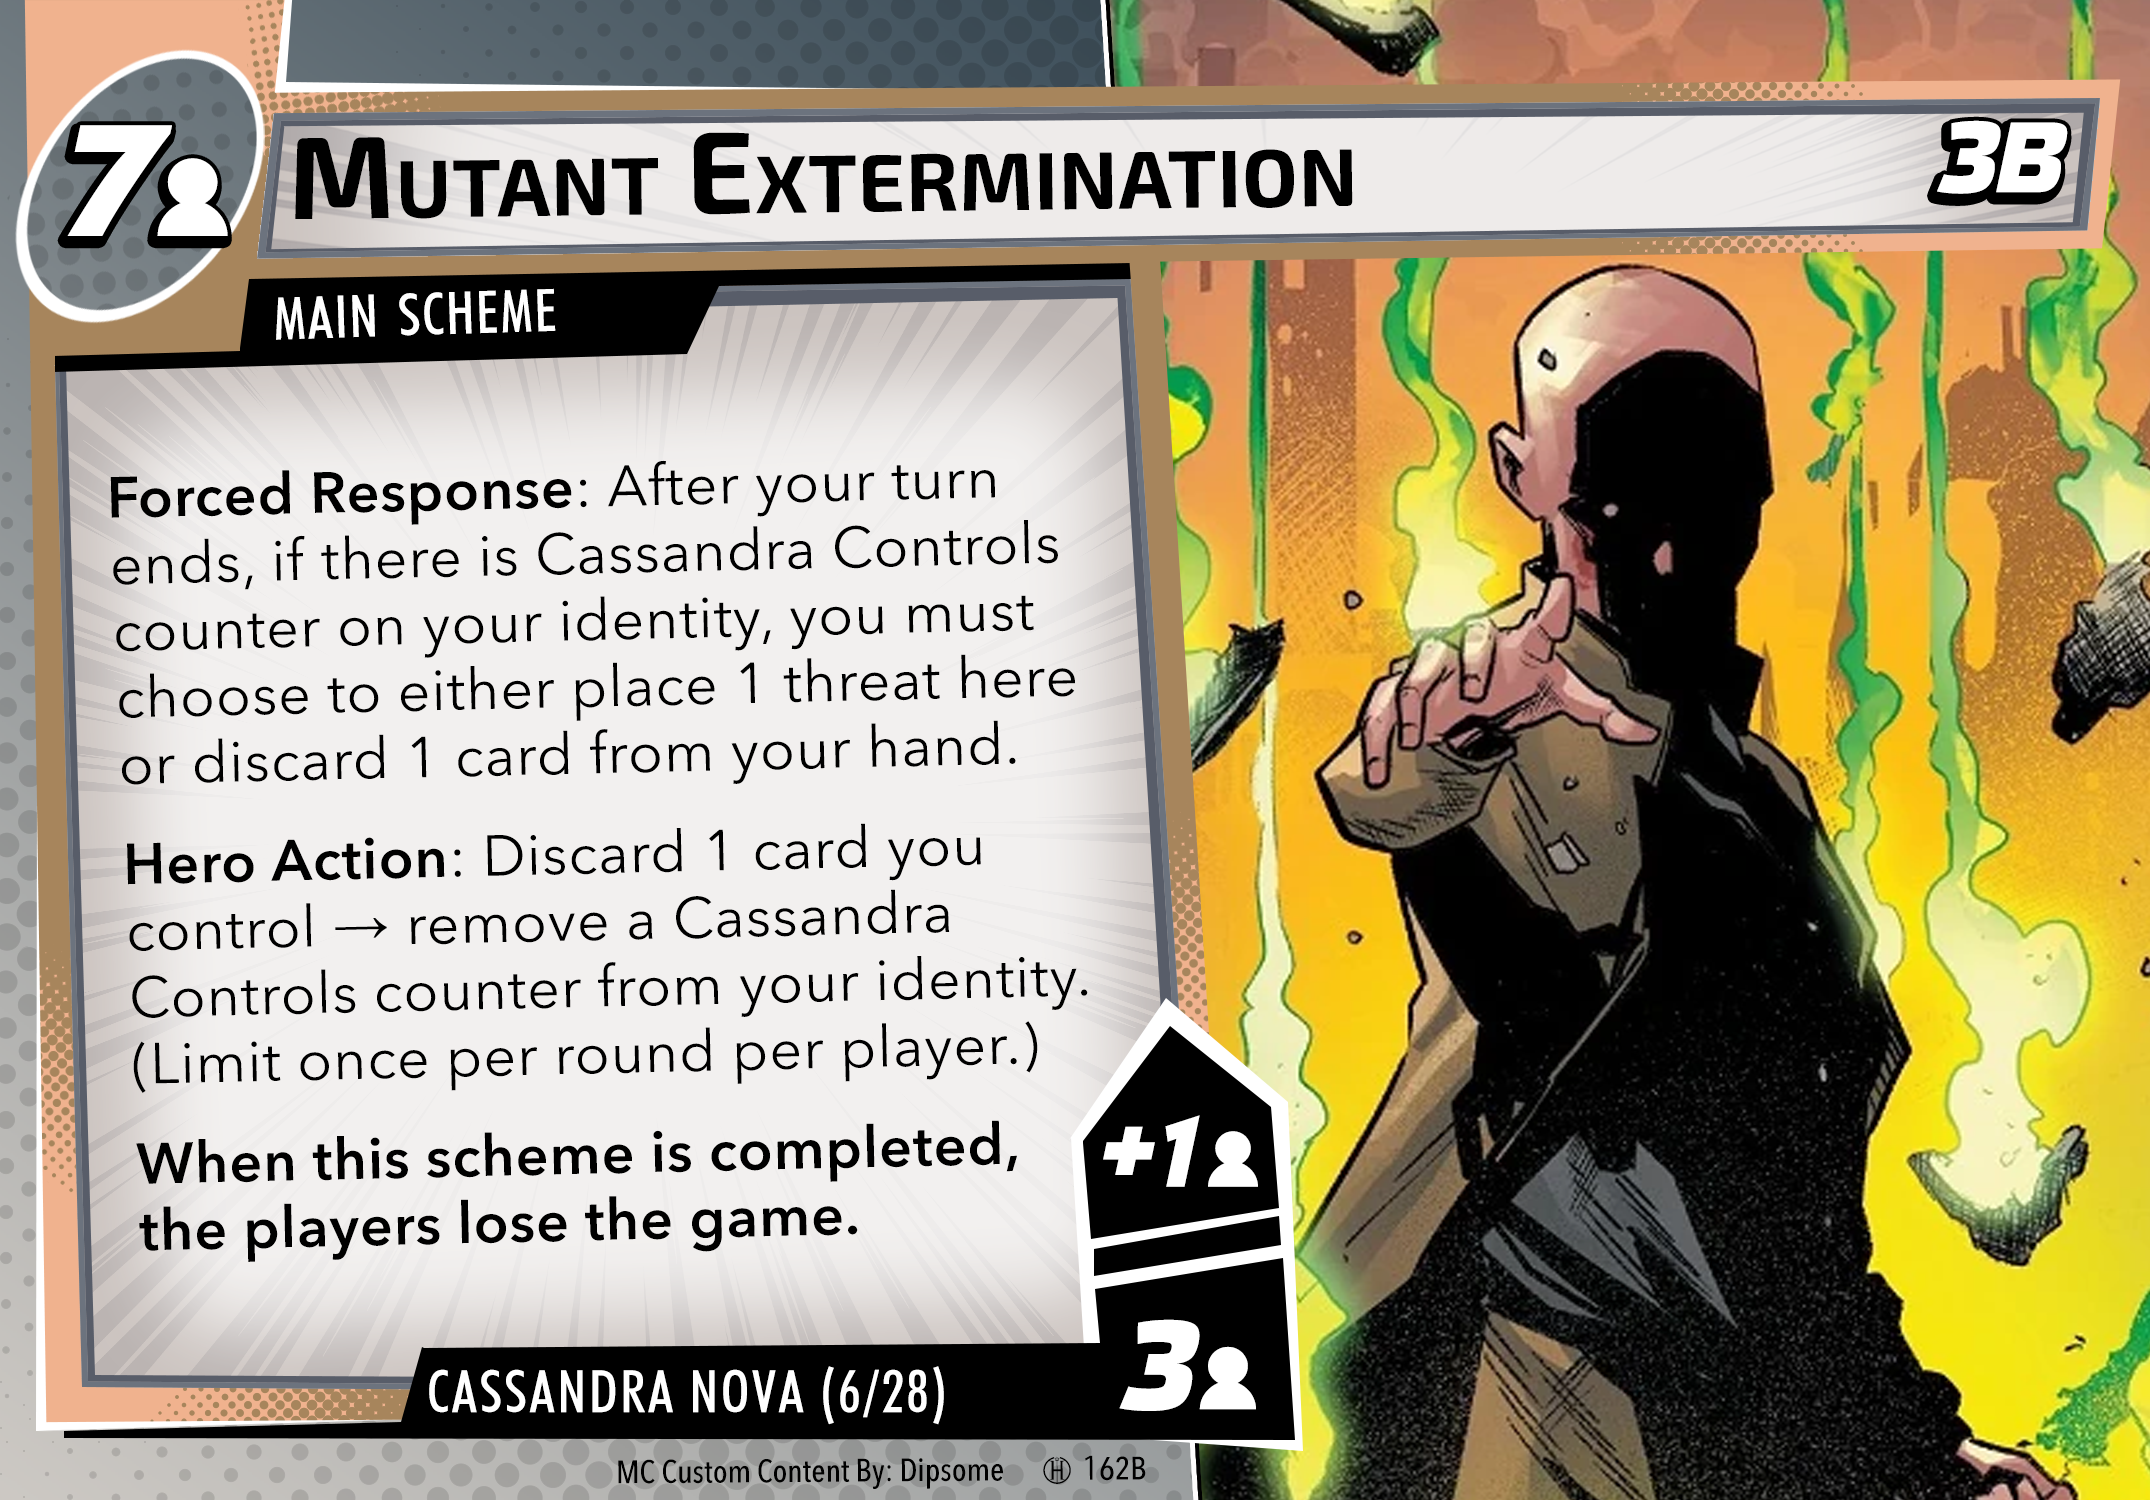 7
Mutant Extermination
3B
MAIN SCHEME
Forced Response: After your turn
ends, if there is Cassandra Controls
counter on your identity, you must
choose to either place 1 threat here
or discard 1 card from your hand.
Hero Action: Discard 1 card you
control → remove a Cassandra
Controls counter from your identity.
(Limit once per round per player.)
When this scheme is completed,
the players lose the game.
+1
3
CASSANDRA NOVA (6/28)
MC Custom Content By: Dipsome Ⓗ 162B